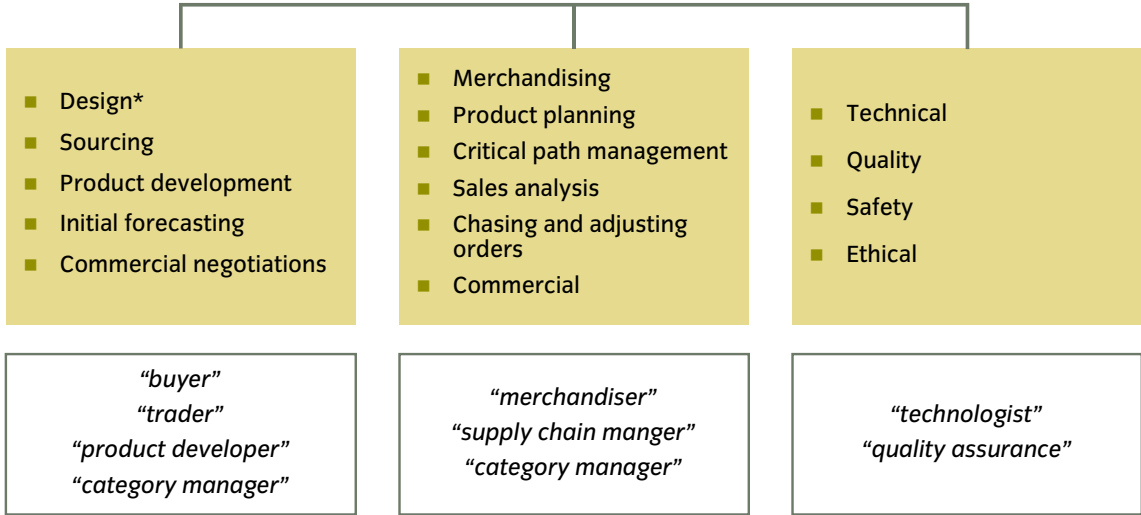 Design*
Sourcing
Product development
Initial forecasting
Commercial negotiations
Merchandising
Product planning
Critical path management
Sales analysis
Chasing and adjusting
orders
Commercial
Technical
Quality
Safety
Ethical
“buyer”
“trader”
“product developer”
“category manager”
“merchandiser”
“supply chain manger”
“category manager”
“technologist”
“quality assurance”